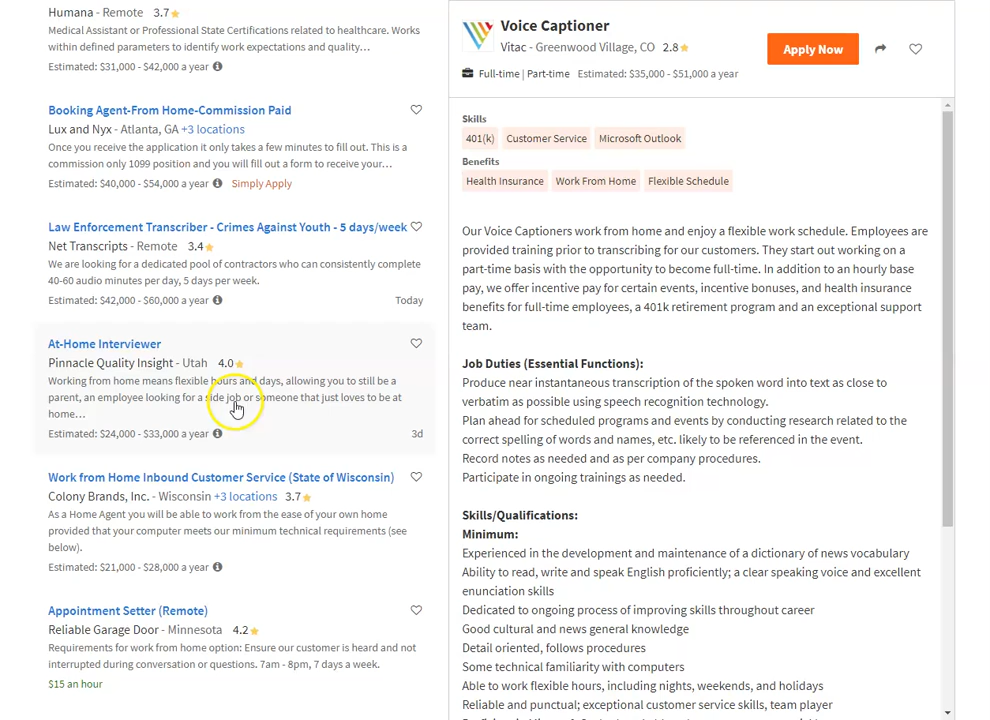 Humana - Remote 3.7
Medical Assistant or Professional State Certifications related to healthcare. Works
within defined parameters to identify work expectations and quality…
Estimated: $31,000 - $42,000 a year
Booking Agent-From Home-Commission Paid
Lux and Nyx - Atlanta, GA +3 locations
Once you receive the application it only takes a few minutes to fill out. This is a
commission only 1099 position and you will fill out a form to receive your…
Estimated: $40,000 - $54,000 a year Simply Apply
Law Enforcement Transcriber - Crimes Against Youth - 5 days/week
Net Transcripts - Remote 3.4
We are looking for a dedicated pool of contractors who can consistently complete
40-60 audio minutes per day, 5 days per week.
Estimated: $42,000 - $60,000 a year Today
At-Home Interviewer
Pinnacle Quality Insight - Utah 4.0
Working from home means flexible hours and days, allowing you to still be a
parent, an employee looking for a side job or someone that just loves to be at
home…
Estimated: $24,000 - $33,000 a year 3d
Work from Home Inbound Customer Service (State of Wisconsin)
Colony Brands, Inc. - Wisconsin +3 locations 3.7
As a Home Agent you will be able to work from the ease of your own home
provided that your computer meets our minimum technical requirements (see
below).
Estimated: $21,000 - $28,000 a year
Appointment Setter (Remote)
Reliable Garage Door - Minnesota 4.2
Requirements for work from home option: Ensure our customer is heard and not
interrupted during conversation or questions. 7am - 8pm, 7 days a week.
$15 an hour
Voice Captioner
Vitac - Greenwood Village, CO 2.8
Apply Now
Full-time | Part-time Estimated: $35,000 - $51,000 a year
Skills
401(k) Customer Service Microsoft Outlook
Benefits
Health Insurance Work From Home Flexible Schedule
Our Voice Captioners work from home and enjoy a flexible work schedule. Employees are
provided training prior to transcribing for our customers. They start out working on a
part-time basis with the opportunity to become full-time. In addition to an hourly base
pay, we offer incentive pay for certain events, incentive bonuses, and health insurance
benefits for full-time employees, a 401k retirement program and an exceptional support
team.
Job Duties (Essential Functions):
Produce near instantaneous transcription of the spoken word into text as close to
verbatim as possible using speech recognition technology.
Plan ahead for scheduled programs and events by conducting research related to the
correct spelling of words and names, etc. likely to be referenced in the event.
Record notes as needed and as per company procedures.
Participate in ongoing trainings as needed.
Skills/Qualifications:
Minimum:
Experienced in the development and maintenance of a dictionary of news vocabulary
Ability to read, write and speak English proficiently; a clear speaking voice and excellent
enunciation skills
Dedicated to ongoing process of improving skills throughout career
Good cultural and news general knowledge
Detail oriented, follows procedures
Some technical familiarity with computers
Able to work flexible hours, including nights, weekends, and holidays
Reliable and punctual; exceptional customer service skills, team player